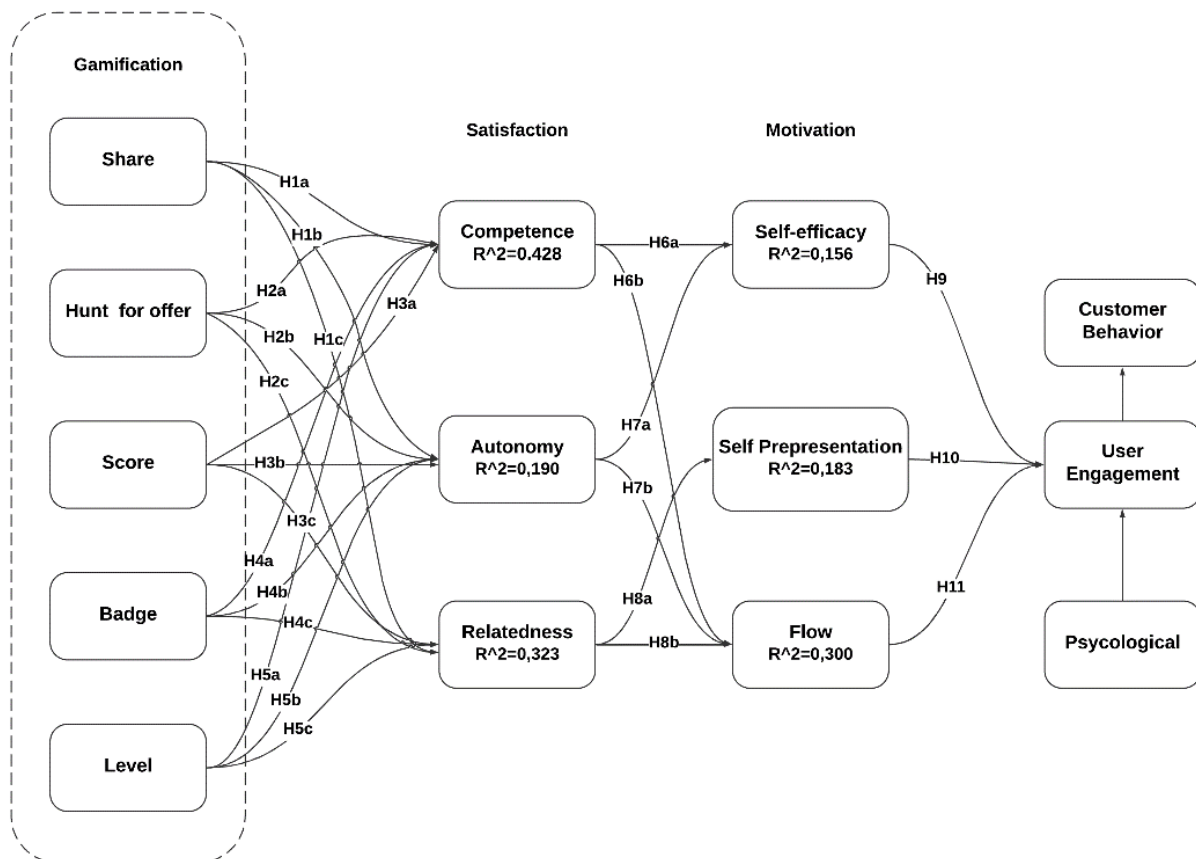 Gamification
Share
Hunt for offer
Score
Badge
Level
H1a
H1b
H2a
H3a
H1c
H2b
H2c
H3b
H3c
H4a
H4b
H4c
H5a
H5b
H5c
Satisfaction
Competence
R^2=0.428
Autonomy
R^2=0,190
Relatedness
R^2=0,323
H6a
H6b
H7a
H7b
H8a
H8b
Motivation
Self-efficacy
R^2=0,156
Self Prepresentation
R^2=0,183
Flow
R^2=0,300
H9
H10
H11
Customer
Behavior
User
Engagement
Psycological